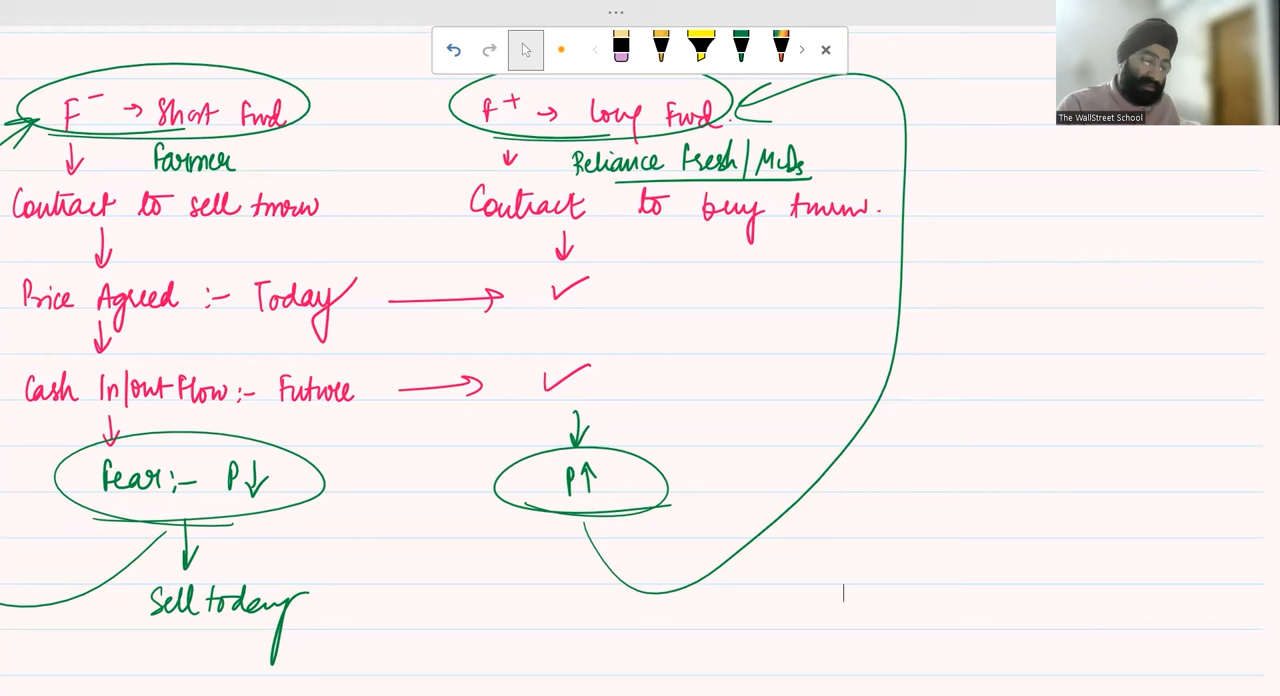 F⁻ → Short Fwd
Farmer
Contract to sell tmrow
Price Agreed :- Today
Cash In/out Flow :- Future
Fear :- P↓
Sell today
F⁺ → Long Fwd.
Reliance Fresh/McDs
Contract to buy tmrw.
✓
✓
P↑
The WallStreet School